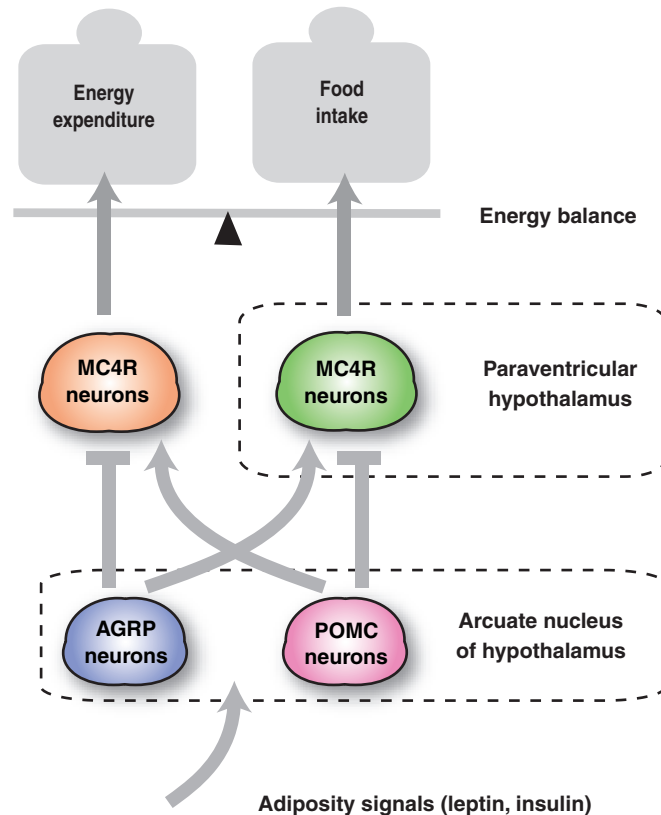 Energy
expenditure
Food
intake
Energy balance
MC4R
neurons
MC4R
neurons
Paraventricular
hypothalamus
AGRP
neurons
POMC
neurons
Arcuate nucleus
of hypothalamus
Adiposity signals (leptin, insulin)